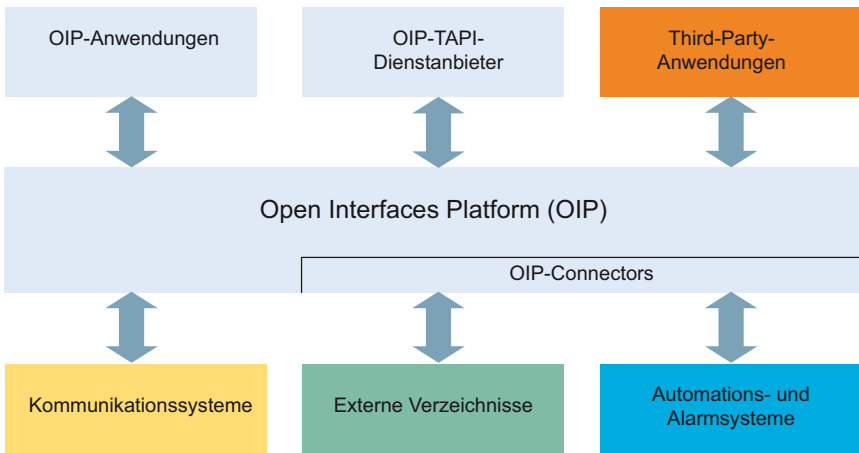 OIP-Anwendungen
OIP-TAPI-
Dienstanbieter
Third-Party-
Anwendungen
Open Interfaces Platform (OIP)
OIP-Connectors
Kommunikationssysteme
Externe Verzeichnisse
Automations- und
Alarmsysteme